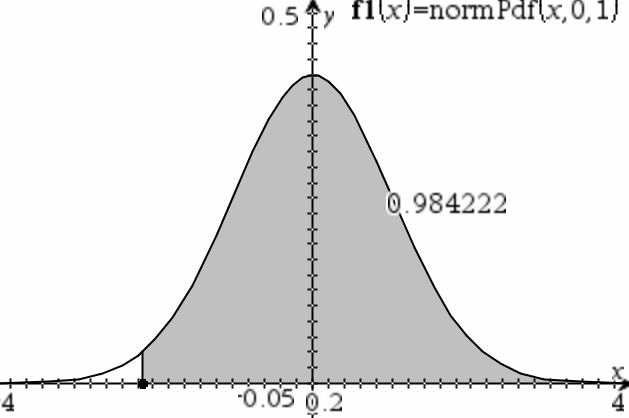 0.5 y f1(x)=normPdf(x,0,1)
0.984222
x
-4 -0.05 0.2 4